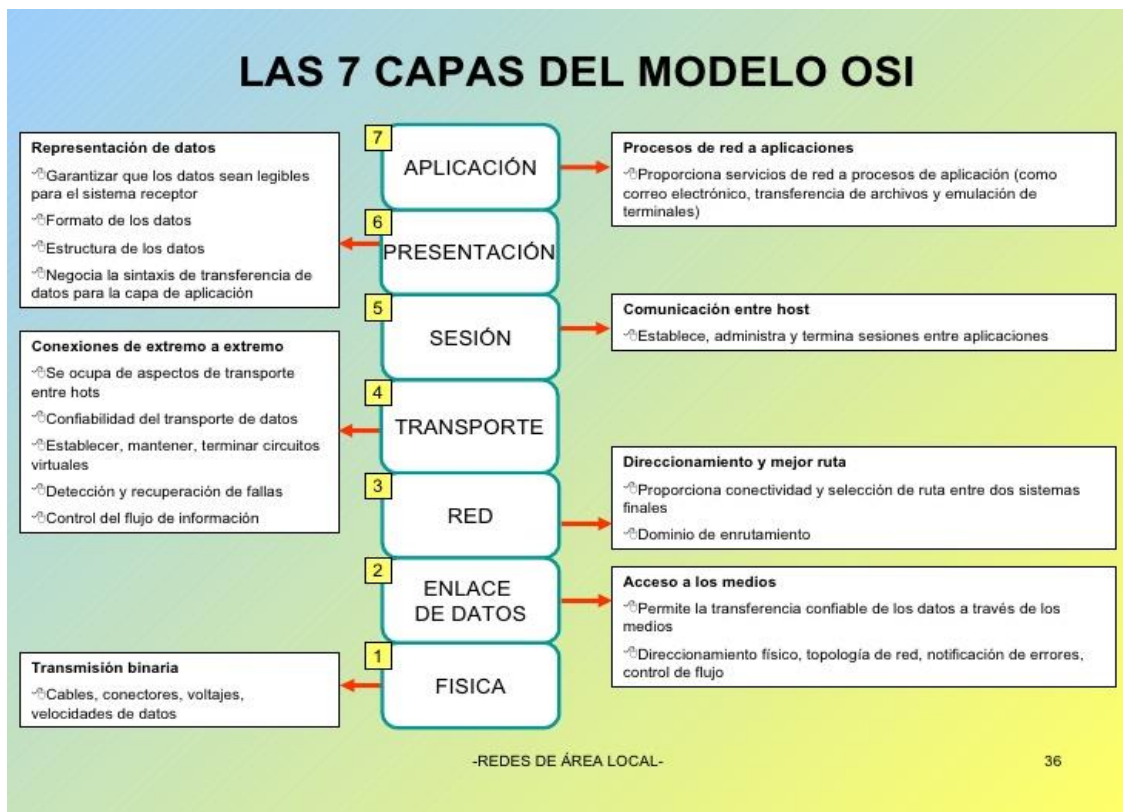 LAS 7 CAPAS DEL MODELO OSI
7
APLICACIÓN
Procesos de red a aplicaciones
Proporciona servicios de red a procesos de aplicación (como
correo electrónico, transferencia de archivos y emulación de
terminales)
Representación de datos
Garantizar que los datos sean legibles
para el sistema receptor
Formato de los datos
Estructura de los datos
Negocia la sintaxis de transferencia de
datos para la capa de aplicación
6
PRESENTACIÓN
5
SESIÓN
Comunicación entre host
Establece, administra y termina sesiones entre aplicaciones
Conexiones de extremo a extremo
Se ocupa de aspectos de transporte
entre hots
Confiabilidad del transporte de datos
Establecer, mantener, terminar circuitos
virtuales
Detección y recuperación de fallas
Control del flujo de información
4
TRANSPORTE
3
RED
Direccionamiento y mejor ruta
Proporciona conectividad y selección de ruta entre dos sistemas
finales
Dominio de enrutamiento
2
ENLACE
DE DATOS
Acceso a los medios
Permite la transferencia confiable de los datos a través de los
medios
Direccionamiento físico, topología de red, notificación de errores,
control de flujo
Transmisión binaria
Cables, conectores, voltajes,
velocidades de datos
1
FISICA
-REDES DE ÁREA LOCAL-
36